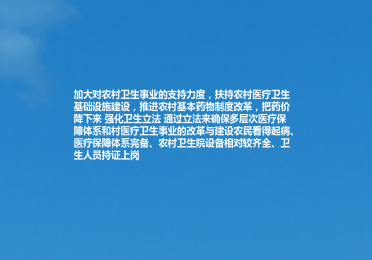 加大对农村卫生事业的支持力度，扶持农村医疗卫生
基础设施建设，推进农村基本药物制度改革，把药价
降下来 强化卫生立法 通过立法来确保多层次医疗保
障体系和村医疗卫生事业的改革与建设农民看得起病、
医疗保障体系完备、农村卫生院设备相对较齐全、卫
生人员持证上岗